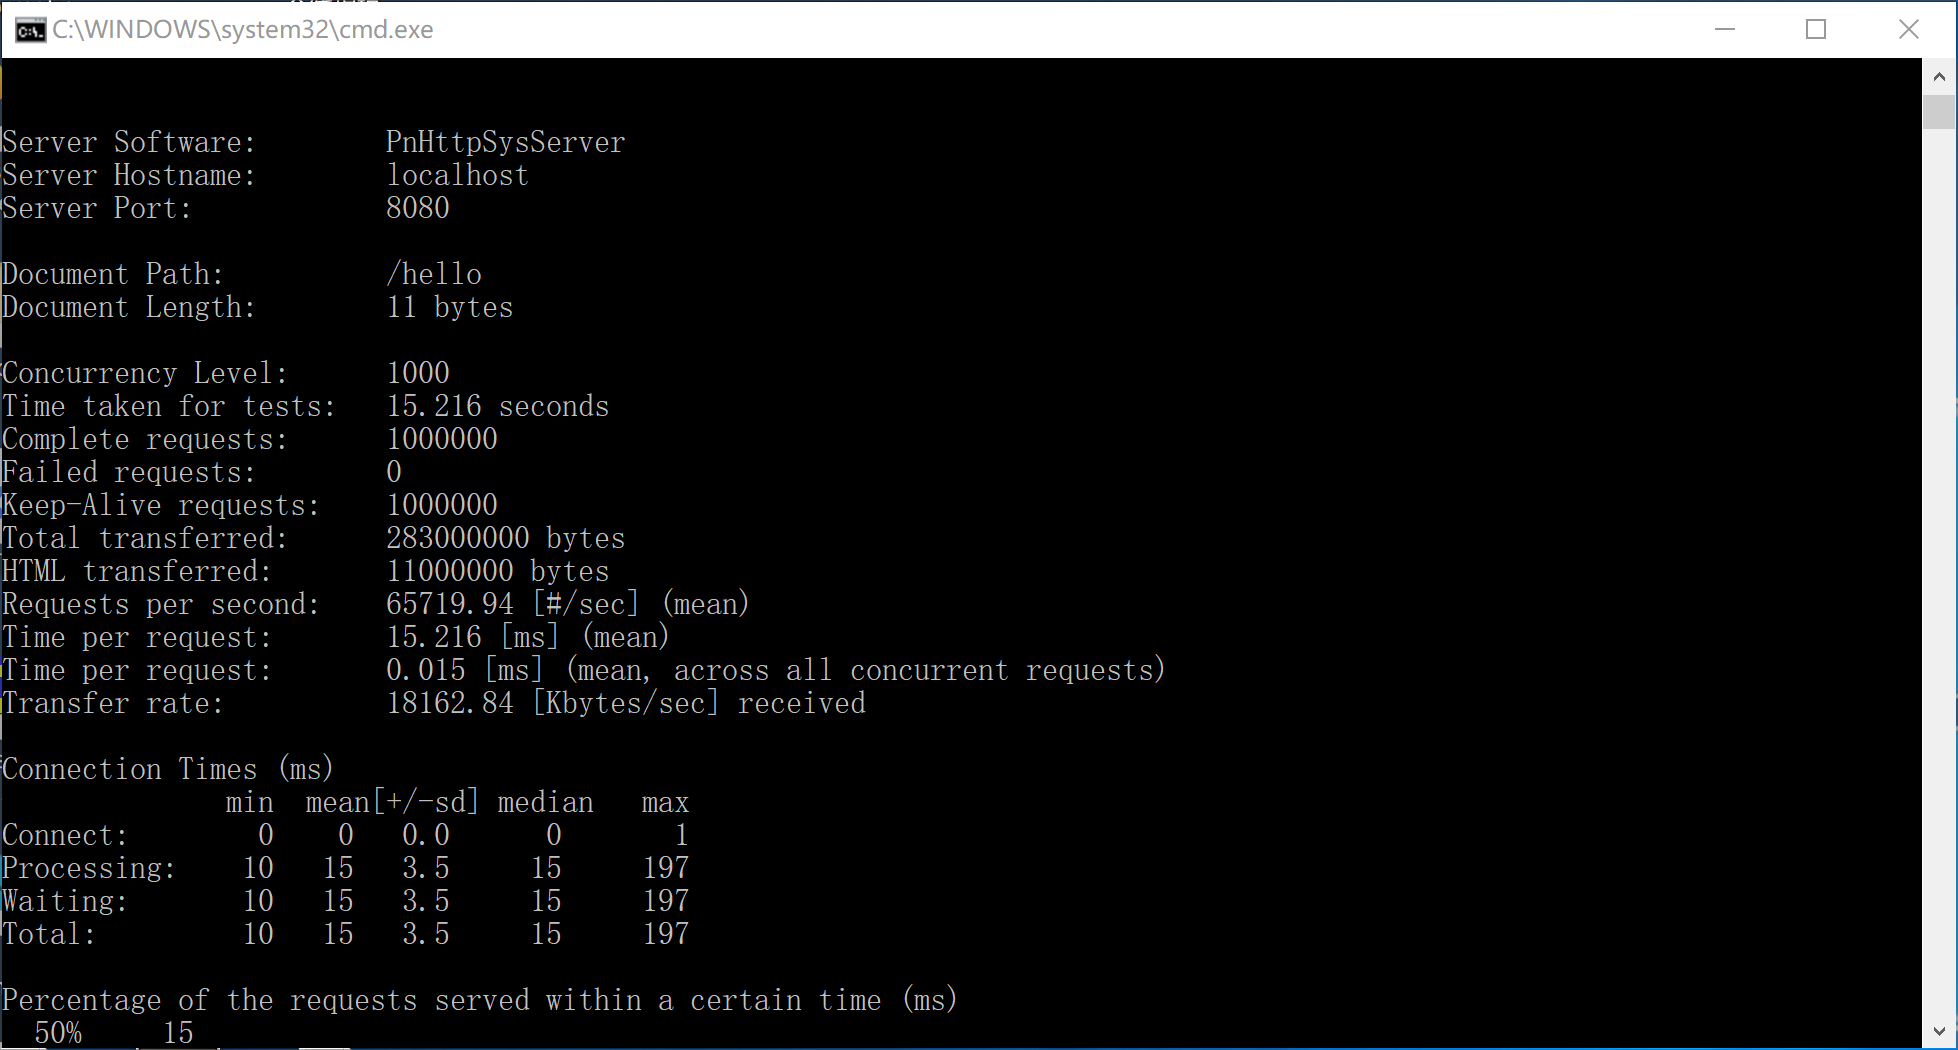 C:\WINDOWS\system32\cmd.exe
Server Software: PnHttpSysServer
Server Hostname: localhost
Server Port: 8080
Document Path: /hello
Document Length: 11 bytes
Concurrency Level: 1000
Time taken for tests: 15.216 seconds
Complete requests: 1000000
Failed requests: 0
Keep-Alive requests: 1000000
Total transferred: 283000000 bytes
HTML transferred: 11000000 bytes
Requests per second: 65719.94 [#/sec] (mean)
Time per request: 15.216 [ms] (mean)
Time per request: 0.015 [ms] (mean, across all concurrent requests)
Transfer rate: 18162.84 [Kbytes/sec] received
Connection Times (ms)
min mean[+/-sd] median max
Connect: 0 0 0.0 0 1
Processing: 10 15 3.5 15 197
Waiting: 10 15 3.5 15 197
Total: 10 15 3.5 15 197
Percentage of the requests served within a certain time (ms)
50% 15